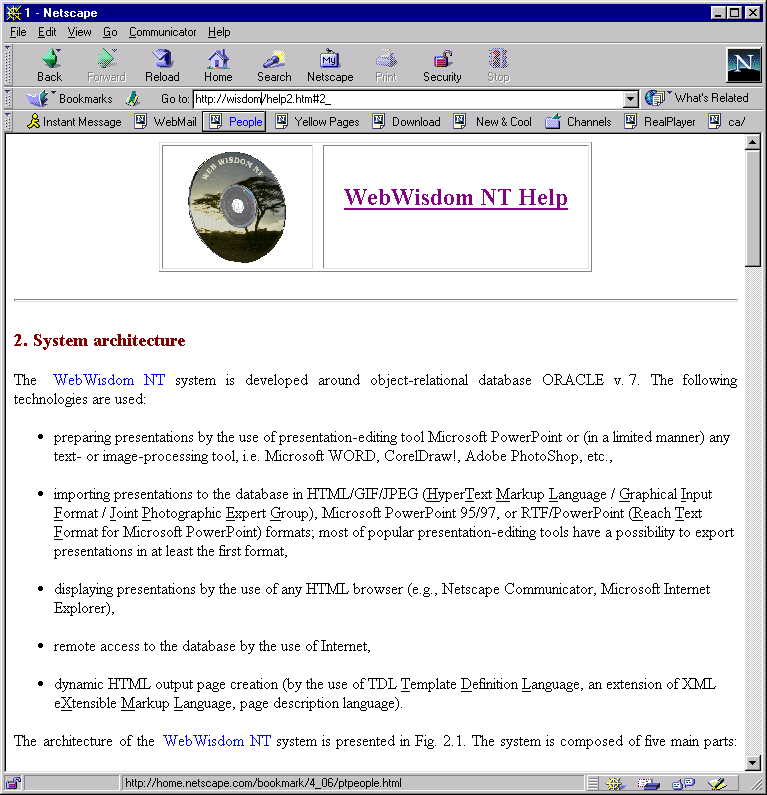 1 - Netscape
File Edit View Go Communicator Help
Back Forward Reload Home Search Netscape Print Security Stop
My
N
Bookmarks Go to: http://wisdom/help2.htm#2_ What's Related
Instant Message WebMail People Yellow Pages Download New & Cool Channels RealPlayer ca/
WEB WISDOM NT
WebWisdom NT Help
2. System architecture
The WebWisdom NT system is developed around object-relational database ORACLE v. 7. The following
technologies are used:
• preparing presentations by the use of presentation-editing tool Microsoft PowerPoint or (in a limited manner) any
text- or image-processing tool, i.e. Microsoft WORD, CorelDraw!, Adobe PhotoShop, etc.,
• importing presentations to the database in HTML/GIF/JPEG (HyperText Markup Language / Graphical Input
Format / Joint Photographic Expert Group), Microsoft PowerPoint 95/97, or RTF/PowerPoint (Reach Text
Format for Microsoft PowerPoint) formats; most of popular presentation-editing tools have a possibility to export
presentations in at least the first format,
• displaying presentations by the use of any HTML browser (e.g., Netscape Communicator, Microsoft Internet
Explorer),
• remote access to the database by the use of Internet,
• dynamic HTML output page creation (by the use of TDL Template Definition Language, an extension of XML
eXtensible Markup Language, page description language).
The architecture of the WebWisdom NT system is presented in Fig. 2.1. The system is composed of five main parts:
http://home.netscape.com/bookmark/4_06/ptpeople.html